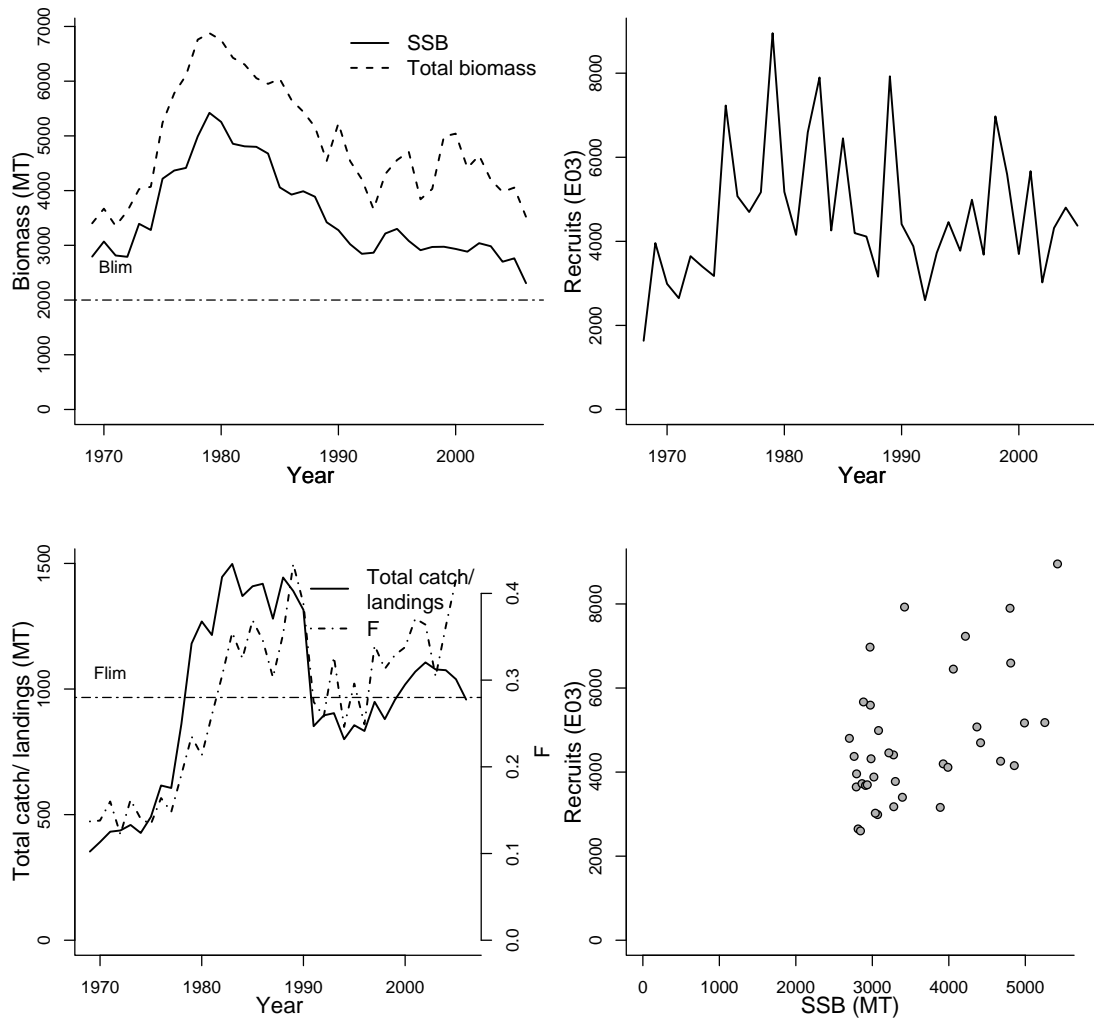 SSB
Total biomass
Blim
Biomass (MT)
0 1000 2000 3000 4000 5000 6000 7000
1970 1980 1990 2000
Year
Recruits (E03)
0 2000 4000 6000 8000
1970 1980 1990 2000
Year
Total catch/
landings
F
Flim
Total catch/ landings (MT)
0 500 1000 1500
0.0 0.1 0.2 0.3 0.4
F
1970 1980 1990 2000
Year
Recruits (E03)
0 2000 4000 6000 8000
0 1000 2000 3000 4000 5000
SSB (MT)